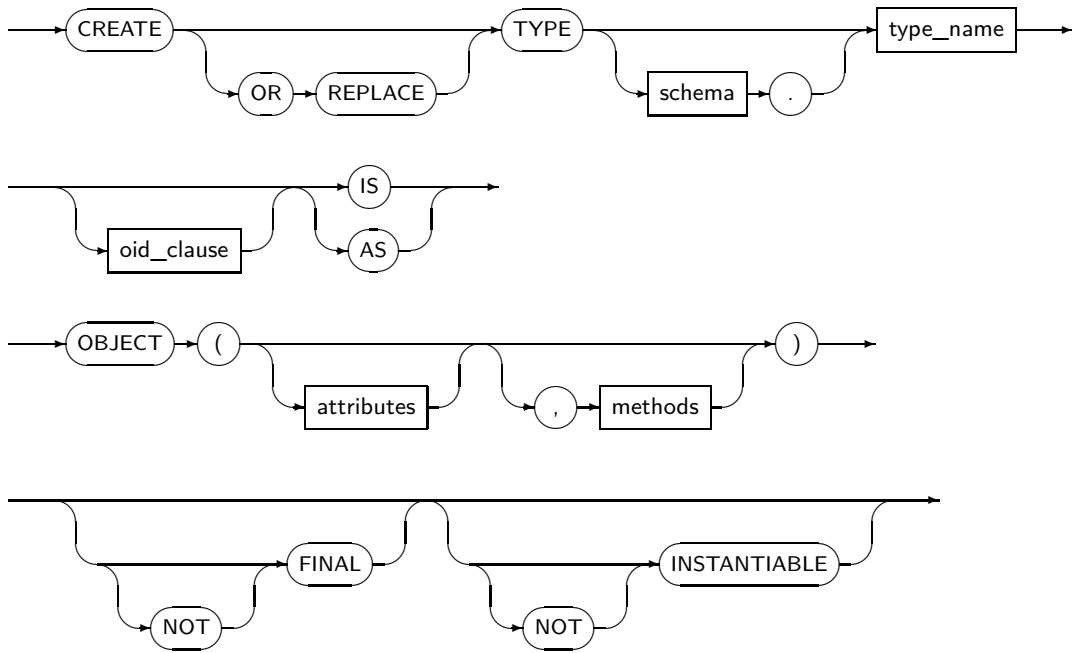 CREATE TYPE type_name
OR REPLACE schema .
IS
oid_clause AS
OBJECT ( )
attributes , methods
FINAL INSTANTIABLE
NOT NOT